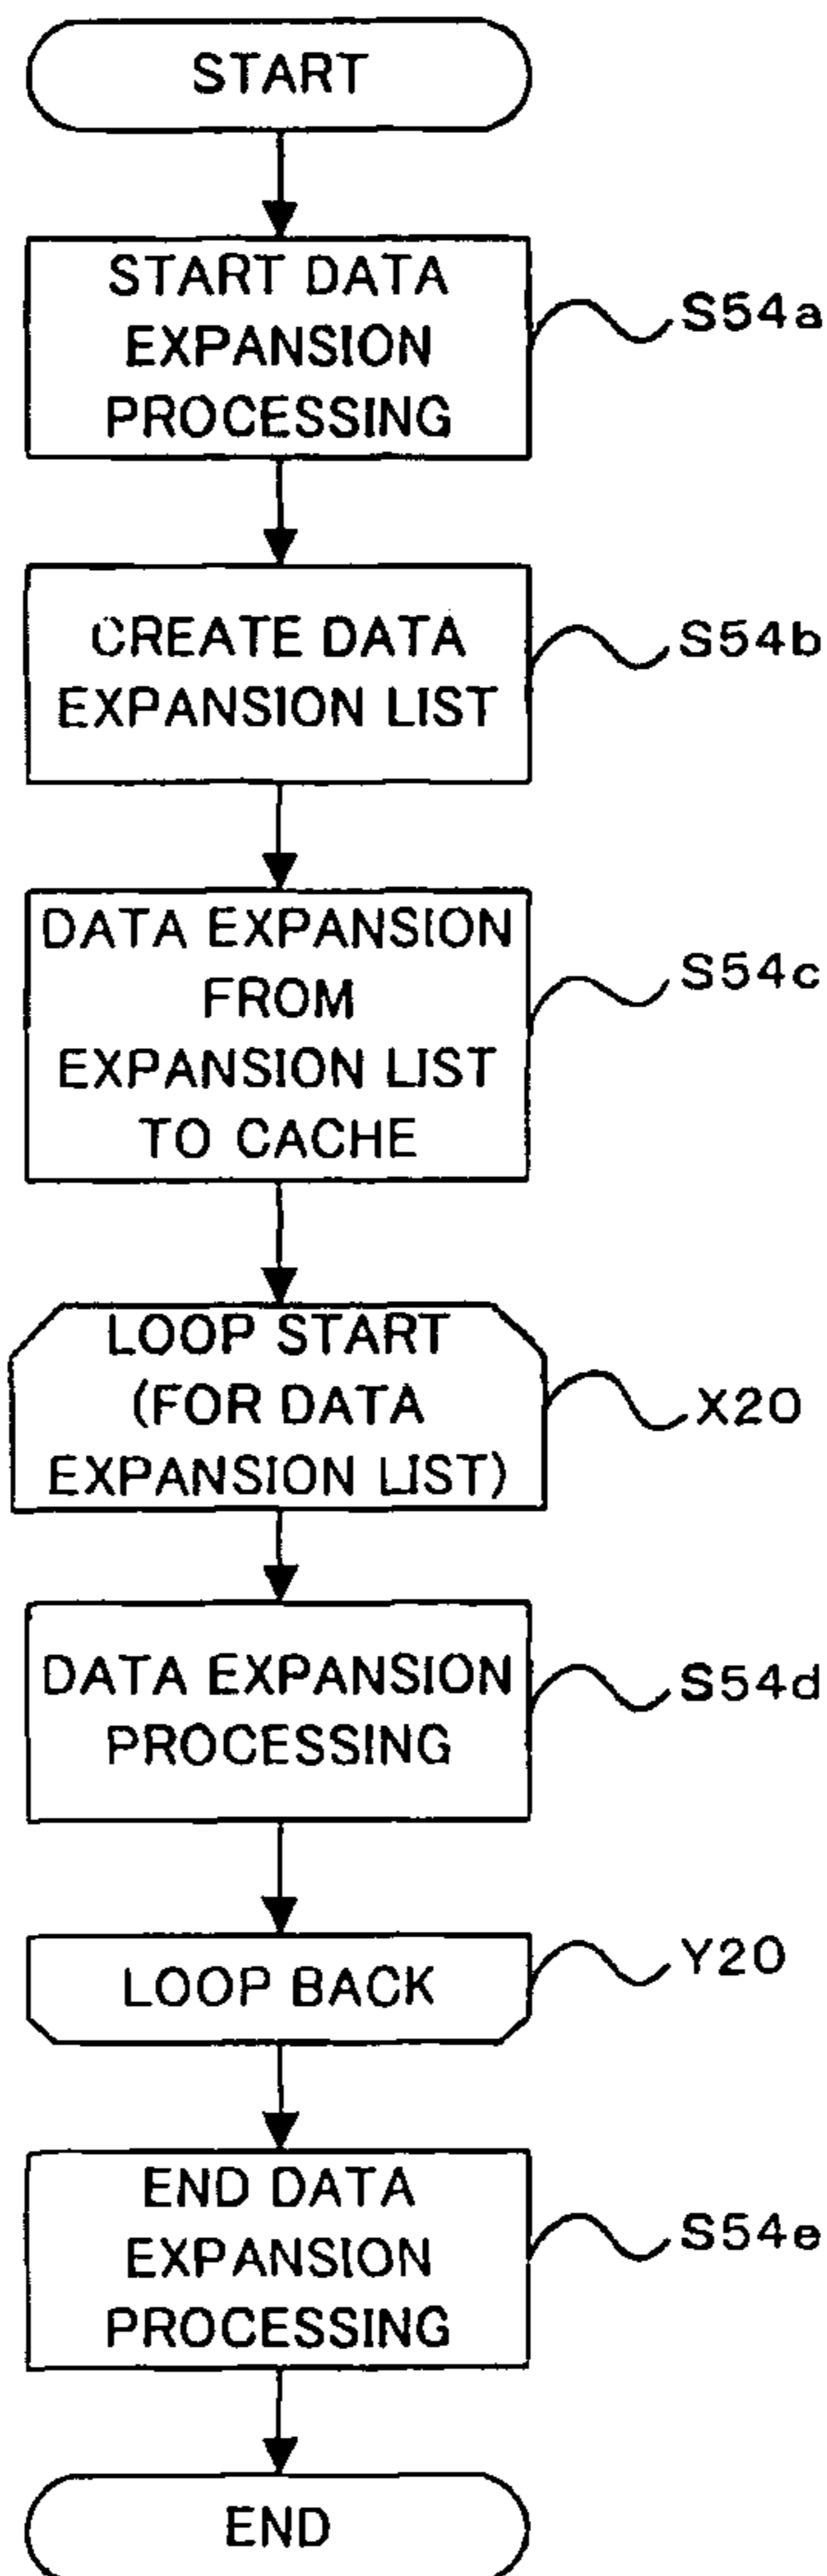 START
START DATA
EXPANSION
PROCESSING
S54a
CREATE DATA
EXPANSION LIST
S54b
DATA EXPANSION
FROM
EXPANSION LIST
TO CACHE
S54c
LOOP START
(FOR DATA
EXPANSION LIST)
X20
DATA EXPANSION
PROCESSING
S54d
LOOP BACK
Y20
END DATA
EXPANSION
PROCESSING
S54e
END